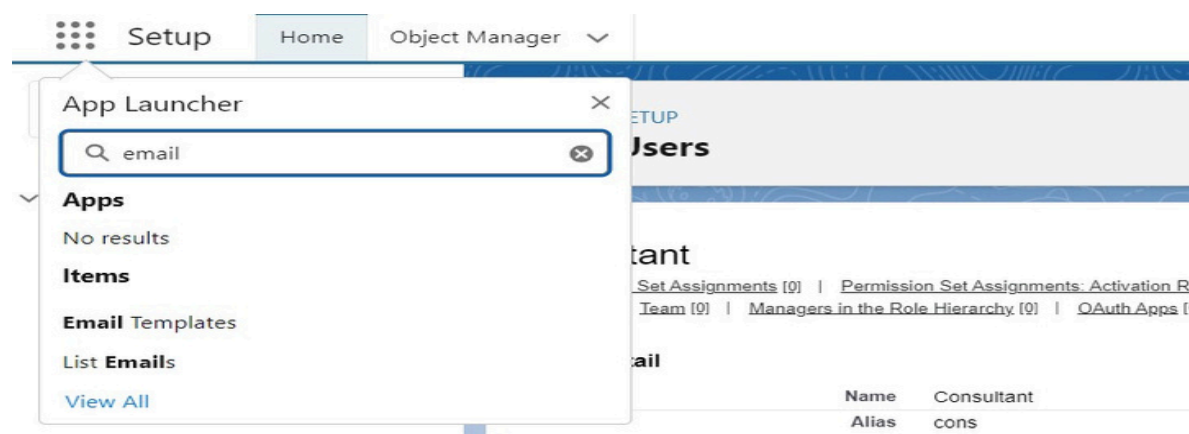 Setup Home Object Manager
App Launcher
email
Apps
No results
Items
Email Templates
List Emails
View All
ETUP
Users
tant
Set Assignments [0] | Permission Set Assignments: Activation R
Team [0] | Managers in the Role Hierarchy [0] | OAuth Apps [
tail
Name Consultant
Alias cons